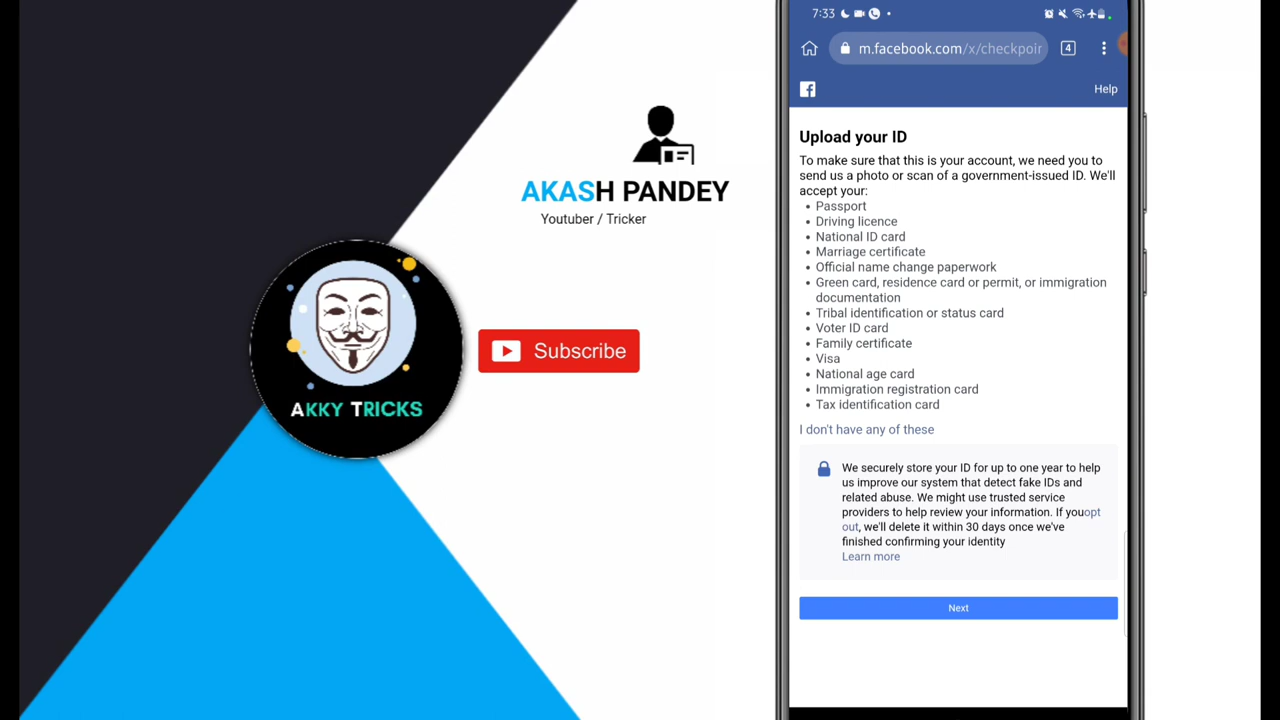 AKASH PANDEY
Youtuber / Tricker
AKKY TRICKS
Subscribe
7:33
m.facebook.com/x/checkpoir
4
Help
Upload your ID
To make sure that this is your account, we need you to
send us a photo or scan of a government-issued ID. We'll
accept your:
• Passport
• Driving licence
• National ID card
• Marriage certificate
• Official name change paperwork
• Green card, residence card or permit, or immigration
documentation
• Tribal identification or status card
• Voter ID card
• Family certificate
• Visa
• National age card
• Immigration registration card
• Tax identification card
I don't have any of these
We securely store your ID for up to one year to help
us improve our system that detect fake IDs and
related abuse. We might use trusted service
providers to help review your information. If youopt
out, we'll delete it within 30 days once we've
finished confirming your identity
Learn more
Next